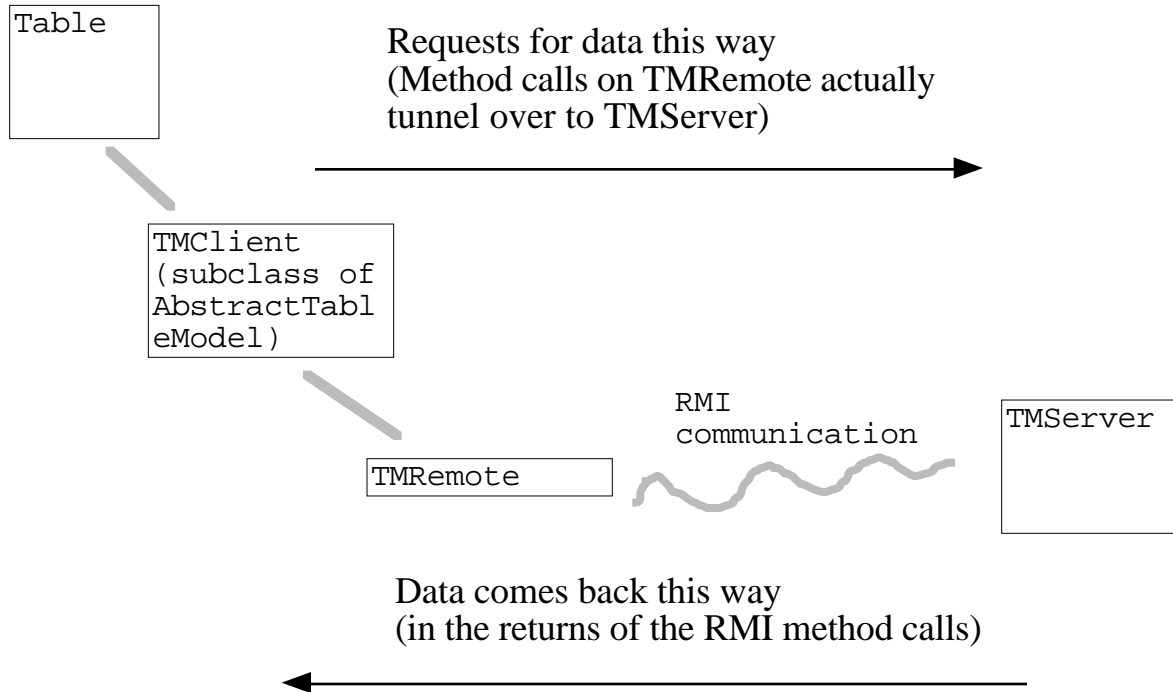 Table
Requests for data this way
(Method calls on TMRemote actually
tunnel over to TMServer)
TMClient
(subclass of
AbstractTabl
eModel)
RMI
communication
TMServer
TMRemote
Data comes back this way
(in the returns of the RMI method calls)